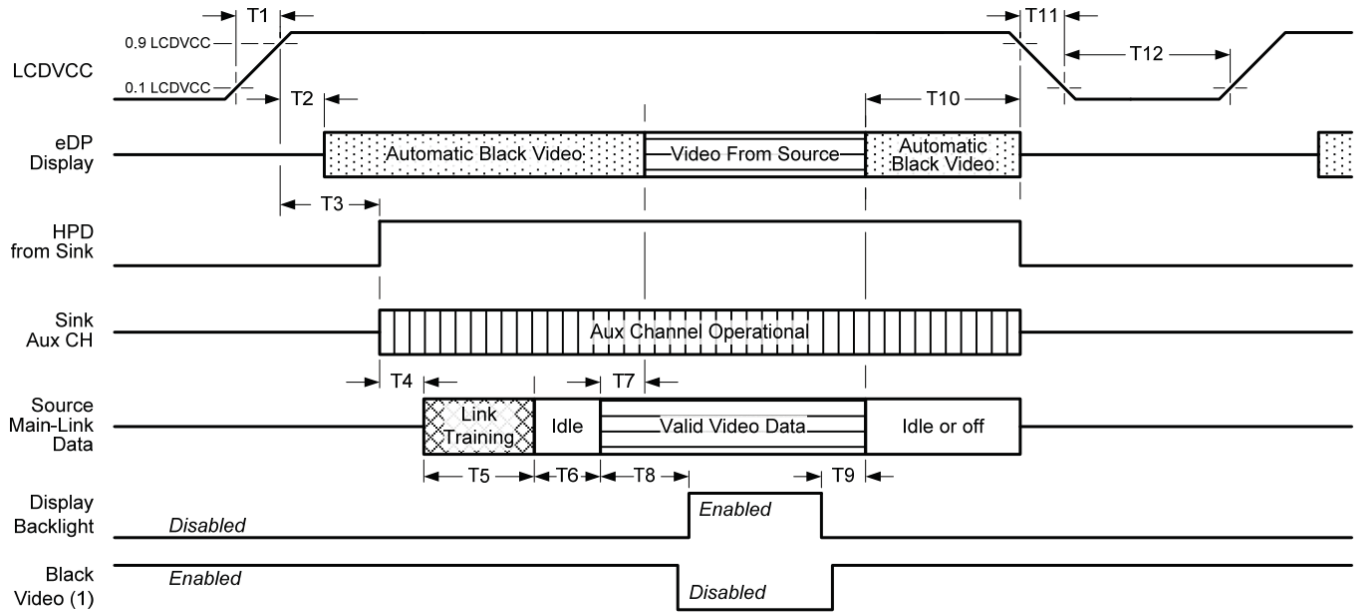 T1
T11
0.9 LCDVCC
T12
LCDVCC
0.1 LCDVCC
T2
T10
eDP
Display
Automatic Black Video
Video From Source
Automatic
Black Video
T3
HPD
from Sink
Sink
Aux CH
Aux Channel Operational
T4
T7
Source
Main-Link
Data
Link
Training
Idle
Valid Video Data
Idle or off
T5
T6
T8
T9
Display
Backlight
Disabled
Enabled
Black
Video (1)
Enabled
Disabled